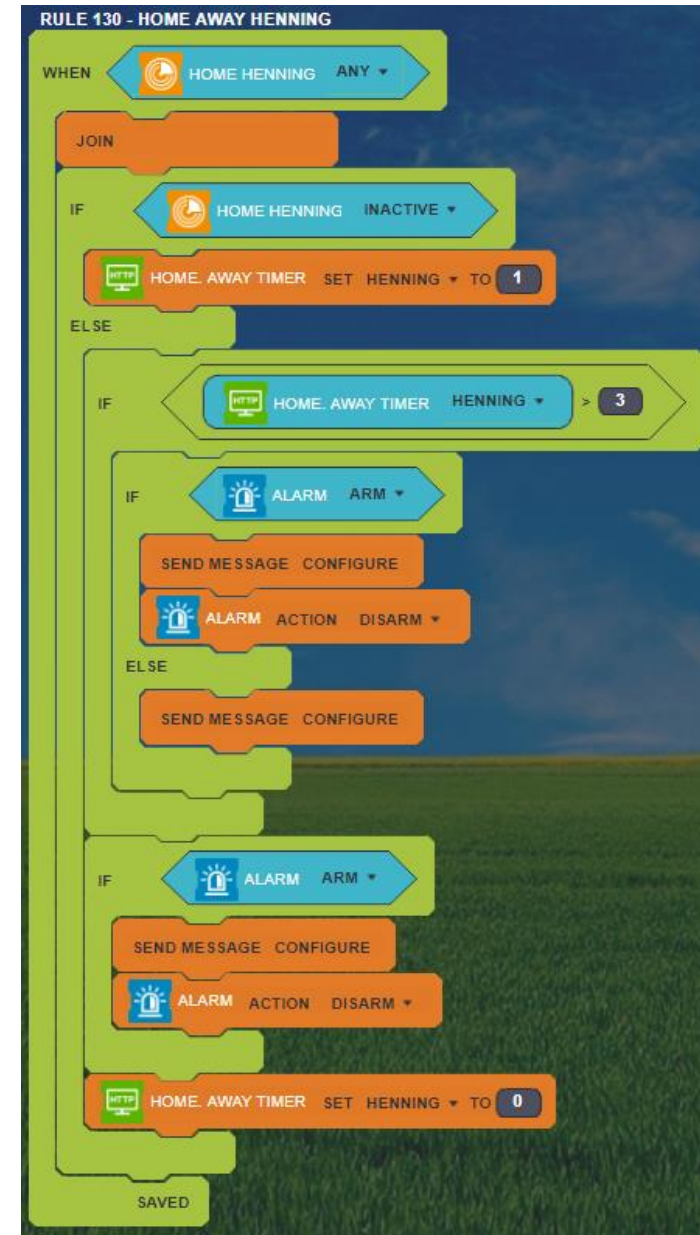 RULE 130 - HOME AWAY HENNING
WHEN HOME HENNING ANY
JOIN
IF HOME HENNING INACTIVE
HTTP HOME. AWAY TIMER SET HENNING TO 1
ELSE
IF HTTP HOME. AWAY TIMER HENNING > 3
IF ALARM ARM
SEND MESSAGE CONFIGURE
ALARM ACTION DISARM
ELSE
SEND MESSAGE CONFIGURE
IF ALARM ARM
SEND MESSAGE CONFIGURE
ALARM ACTION DISARM
HTTP HOME. AWAY TIMER SET HENNING TO 0
SAVED